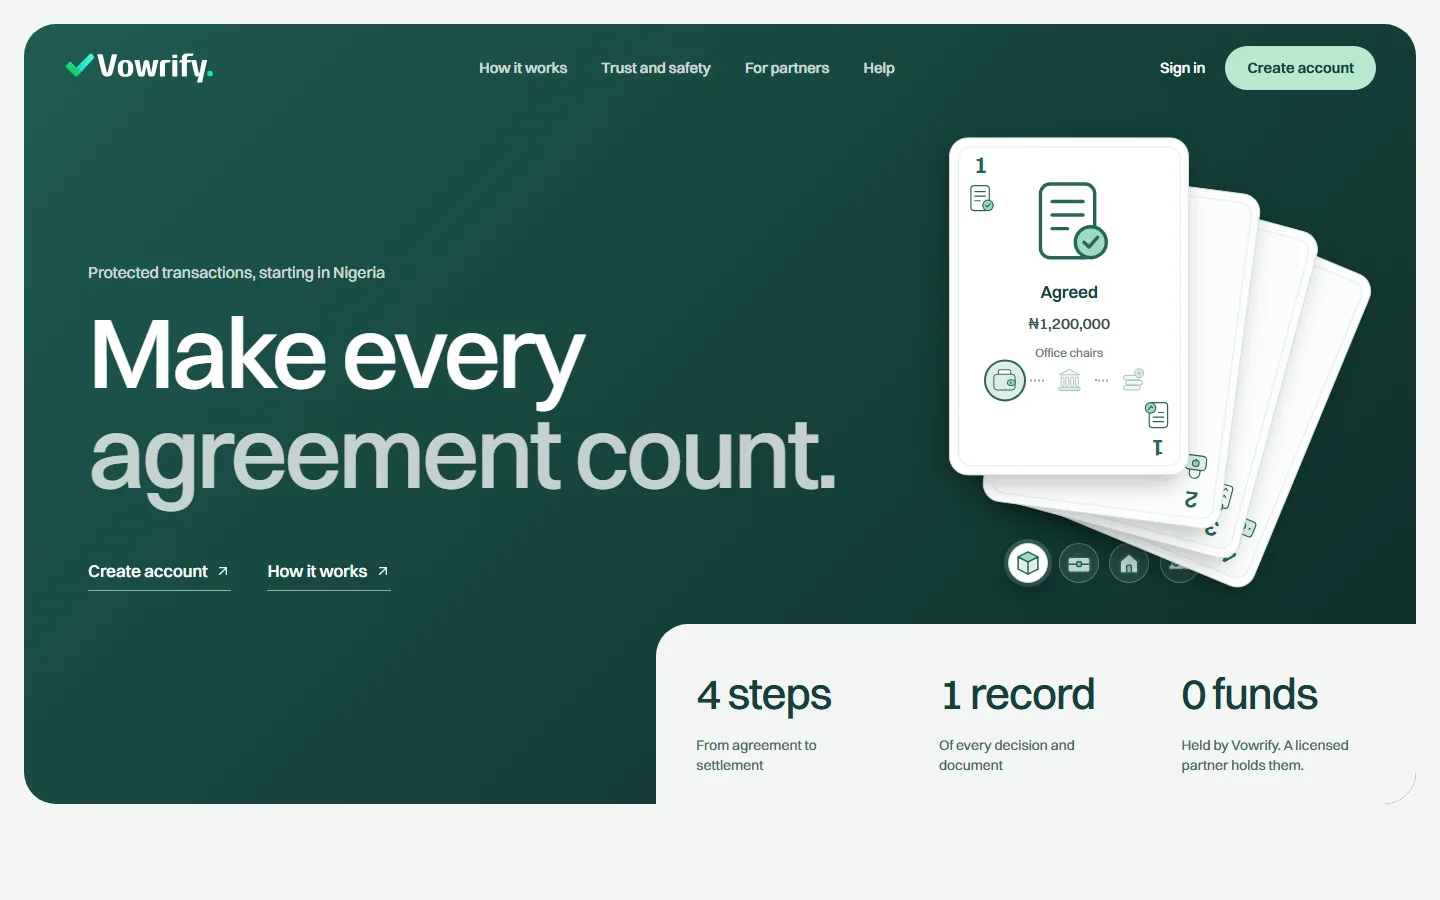 Vowrify.
How it works
Trust and safety
For partners
Help
Sign in
Create account
Protected transactions, starting in Nigeria
Make every
agreement count.
Create account
How it works
1
Agreed
₦1,200,000
Office chairs
1
2
3
4 steps
From agreement to
settlement
1 record
Of every decision and
document
0 funds
Held by Vowrify. A licensed
partner holds them.